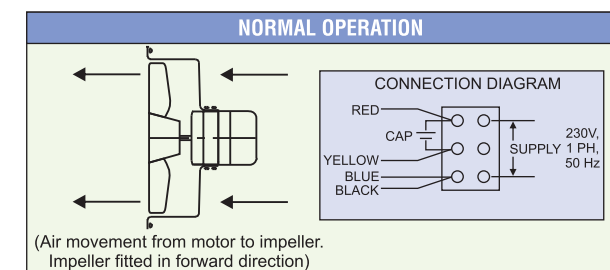 NORMAL OPERATION
CONNECTION DIAGRAM
RED
CAP
YELLOW
BLUE
BLACK
SUPPLY
230V,
1 PH,
50 Hz
(Air movement from motor to impeller.
Impeller fitted in forward direction)